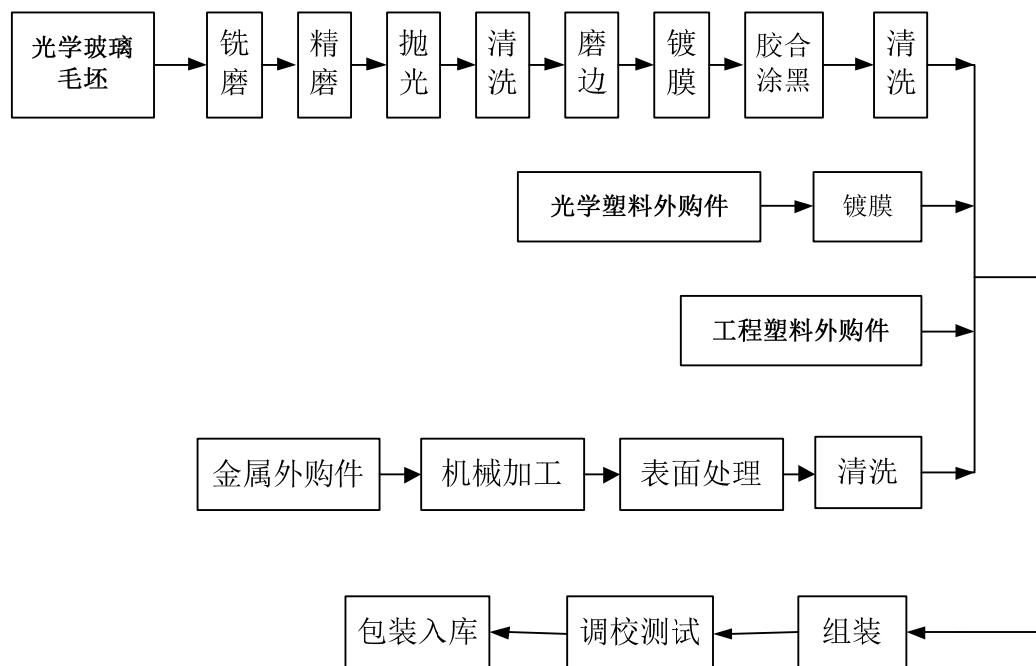 光学玻璃
毛坯
铣
磨
精
磨
抛
光
清
洗
磨
边
镀
膜
胶合
涂黑
清
洗
光学塑料外购件
镀膜
工程塑料外购件
金属外购件
机械加工
表面处理
清洗
包装入库
调校测试
组装